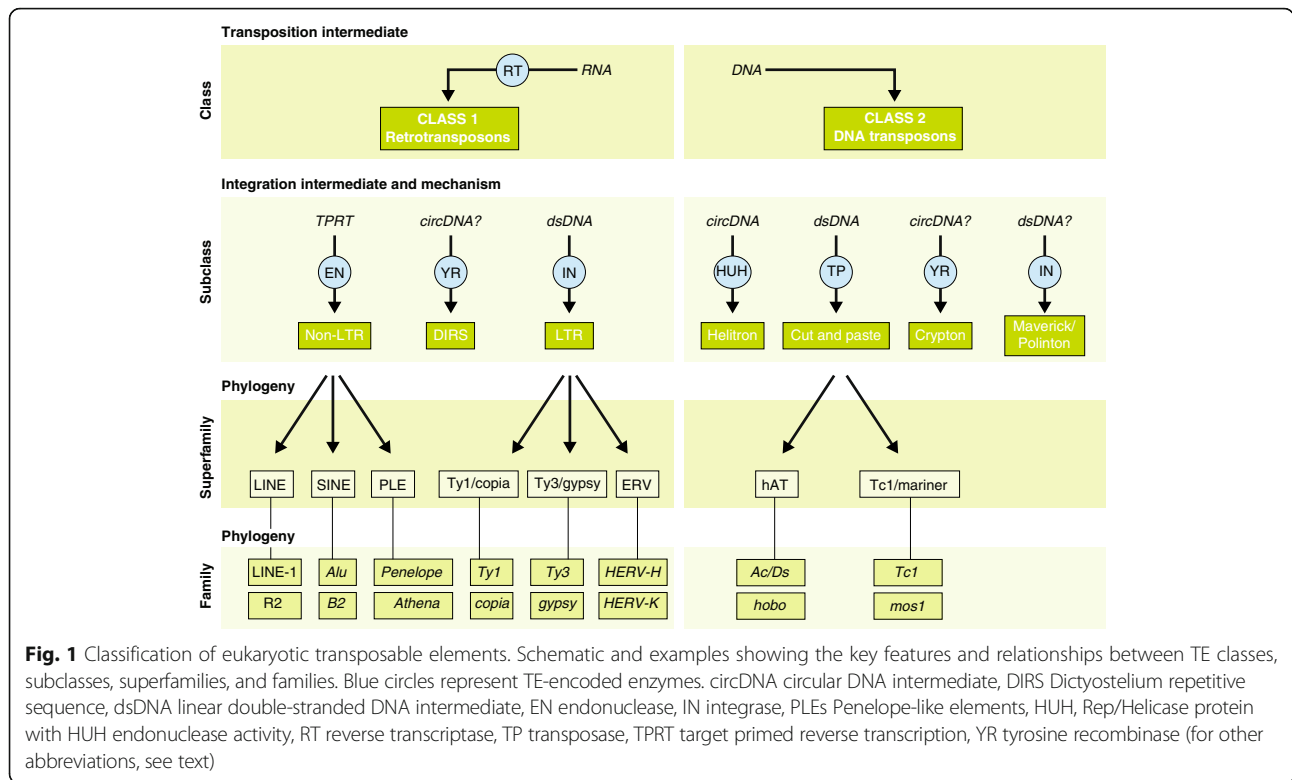 Transposition intermediate
Class
RT
RNA
DNA
CLASS 1
Retrotransposons
CLASS 2
DNA transposons
Integration intermediate and mechanism
Subclass
TPRT
circDNA?
dsDNA
circDNA
dsDNA
circDNA?
dsDNA?
EN
YR
IN
HUH
TP
YR
IN
Non-LTR
DIRS
LTR
Helitron
Cut and paste
Crypton
Maverick/
Polinton
Phylogeny
Superfamily
LINE
SINE
PLE
Ty1/copia
Ty3/gypsy
ERV
hAT
Tc1/mariner
Phylogeny
Family
LINE-1
Alu
Penelope
Ty1
Ty3
HERV-H
Ac/Ds
Tc1
R2
B2
Athena
copia
gypsy
HERV-K
hobo
mos1
Fig. 1 Classification of eukaryotic transposable elements. Schematic and examples showing the key features and relationships between TE classes,
subclasses, superfamilies, and families. Blue circles represent TE-encoded enzymes. circDNA circular DNA intermediate, DIRS Dictyostelium repetitive
sequence, dsDNA linear double-stranded DNA intermediate, EN endonuclease, IN integrase, PLEs Penelope-like elements, HUH, Rep/Helicase protein
with HUH endonuclease activity, RT reverse transcriptase, TP transposase, TPRT target primed reverse transcription, YR tyrosine recombinase (for other
abbreviations, see text)